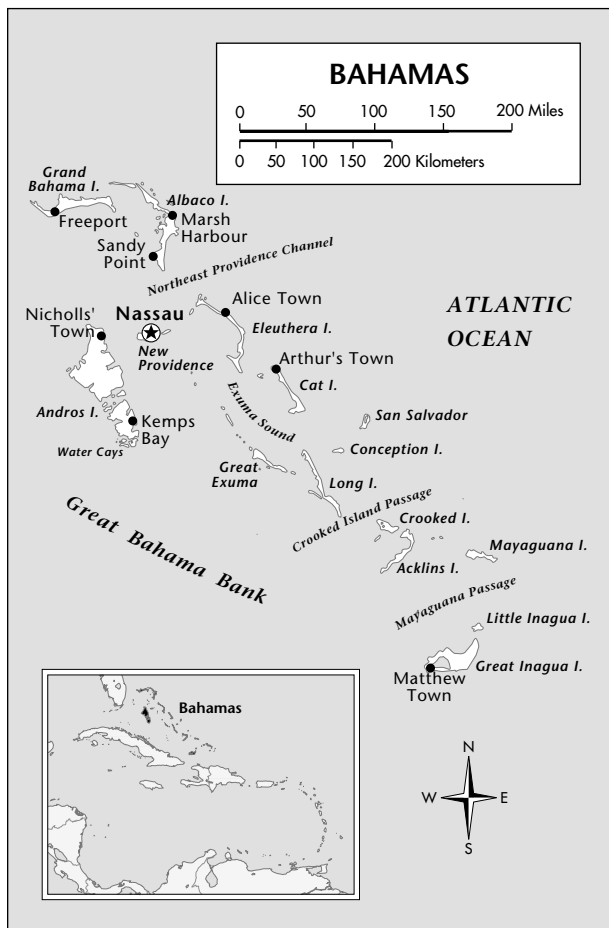 BAHAMAS
0 50 100 150 200 Miles
0 50 100 150 200 Kilometers
Grand
Bahama I.
Freeport
Albaco I.
Marsh
Harbour
Sandy
Point
Northeast Providence Channel
Nicholls'
Town
Nassau
New
Providence
Alice Town
Eleuthera I.
ATLANTIC
OCEAN
Arthur's Town
Cat I.
Andros I.
Kemps
Bay
Water Cays
Exuma Sound
San Salvador
Conception I.
Great
Exuma
Long I.
Great Bahama Bank
Crooked Island Passage
Crooked I.
Acklins I.
Mayaguana I.
Mayaguana Passage
Little Inagua I.
Matthew
Town
Great Inagua I.
Bahamas
N
W E
S